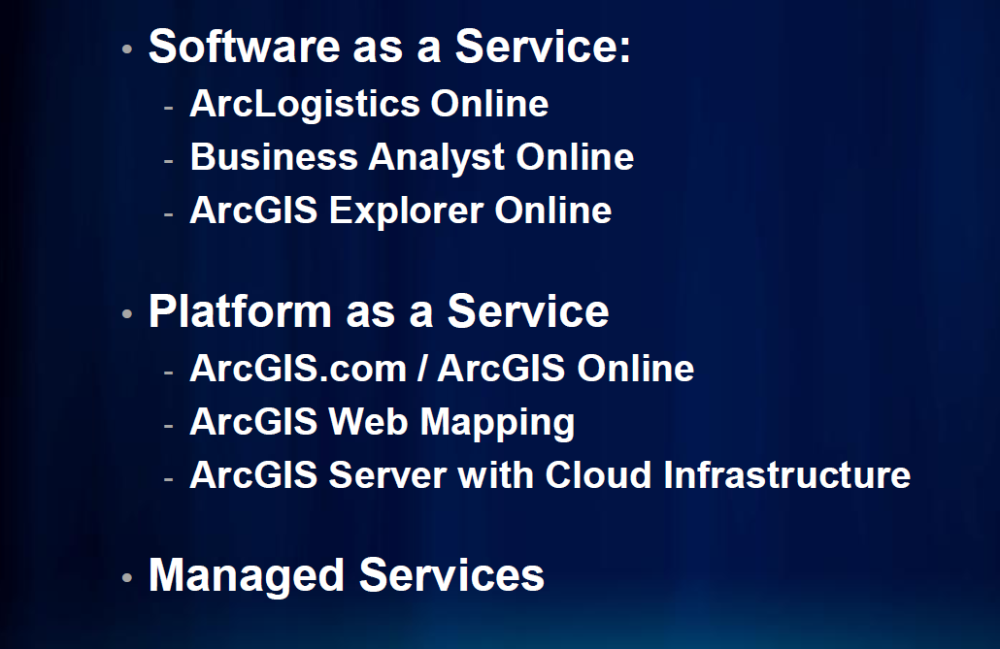 • Software as a Service:
- ArcLogistics Online
- Business Analyst Online
- ArcGIS Explorer Online
• Platform as a Service
- ArcGIS.com / ArcGIS Online
- ArcGIS Web Mapping
- ArcGIS Server with Cloud Infrastructure
• Managed Services